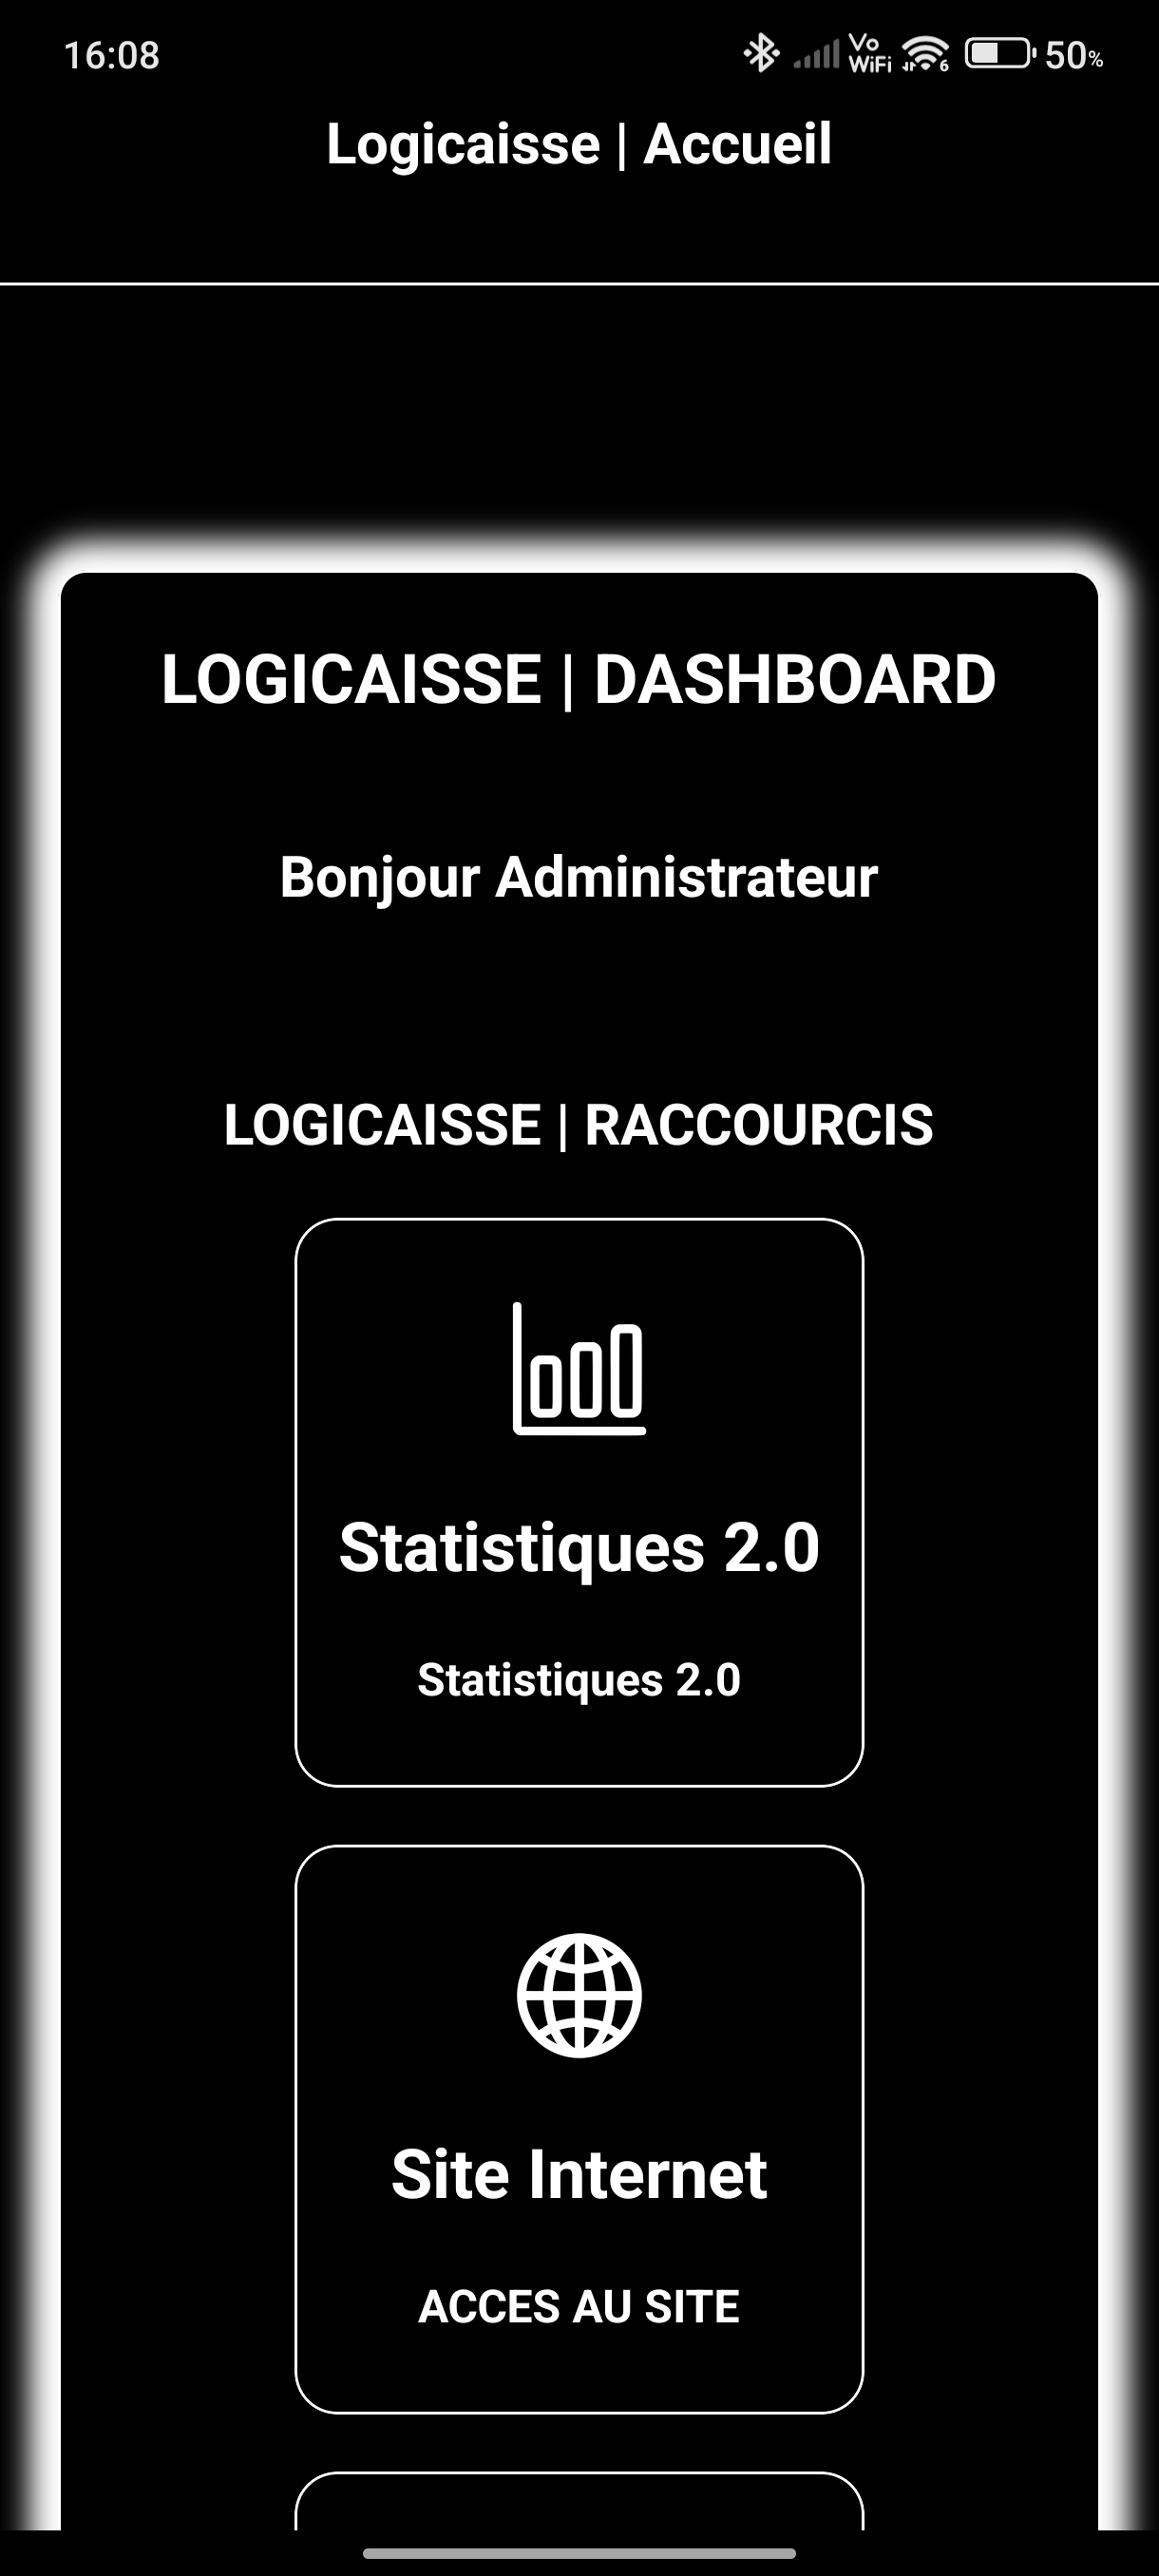 16:08
Vo
WiFi
6
50%
Logicaisse | Accueil
LOGICAISSE | DASHBOARD
Bonjour Administrateur
LOGICAISSE | RACCOURCIS
Statistiques 2.0
Statistiques 2.0
Site Internet
ACCES AU SITE